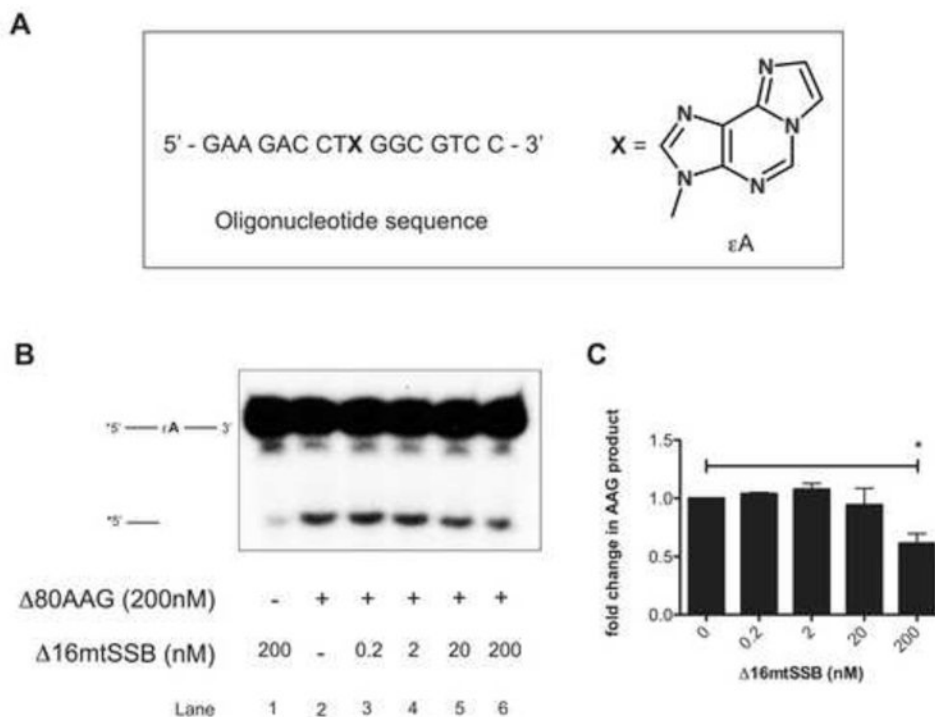 A
5' - GAA GAC CTX GGC GTC C - 3'
Oligonucleotide sequence
X =
N
N
N
N
N
εA
B
*5' εA 3'
*5'
Δ80AAG (200nM) - + + + + +
Δ16mtSSB (nM) 200 - 0.2 2 20 200
Lane 1 2 3 4 5 6
C
fold change in AAG product
1.5
1.0
0.5
0.0
*
0 0.2 2 20 200
Δ16mtSSB (nM)